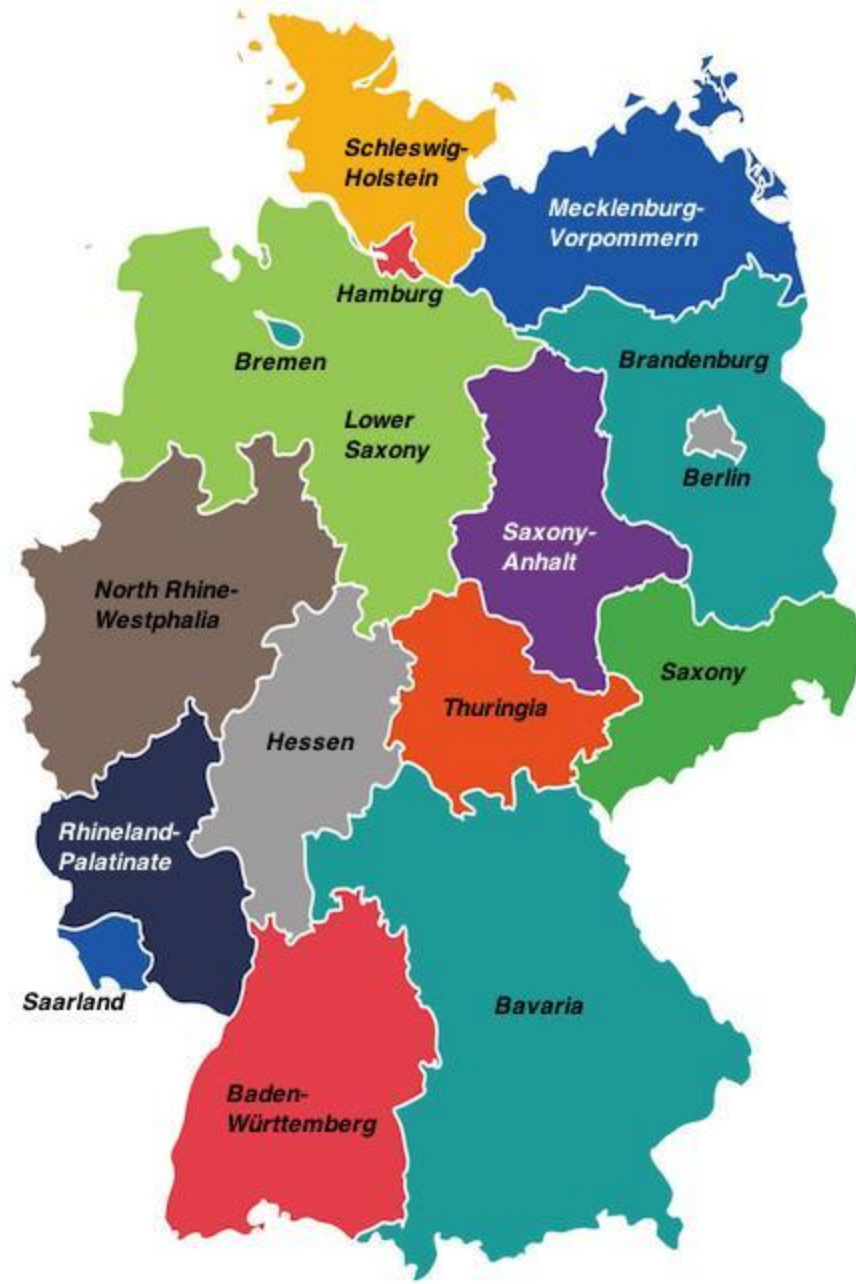 Schleswig-
Holstein
Mecklenburg-
Vorpommern
Hamburg
Bremen
Brandenburg
Lower
Saxony
Berlin
Saxony-
Anhalt
North Rhine-
Westphalia
Saxony
Thuringia
Hessen
Rhineland-
Palatinate
Saarland
Bavaria
Baden-
Württemberg